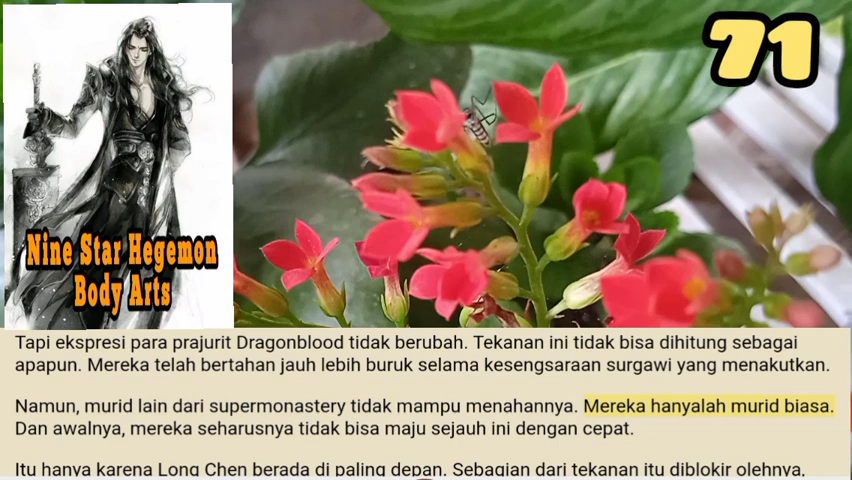 71
Nine Star Hegemon
Body Arts
Tapi ekspresi para prajurit Dragonblood tidak berubah. Tekanan ini tidak bisa dihitung sebagai
apapun. Mereka telah bertahan jauh lebih buruk selama kesengsaraan surgawi yang menakutkan.
Namun, murid lain dari supermonastery tidak mampu menahannya. Mereka hanyalah murid biasa.
Dan awalnya, mereka seharusnya tidak bisa maju sejauh ini dengan cepat.
Itu hanya karena Long Chen berada di paling depan. Sebagian dari tekanan itu diblokir olehnya,